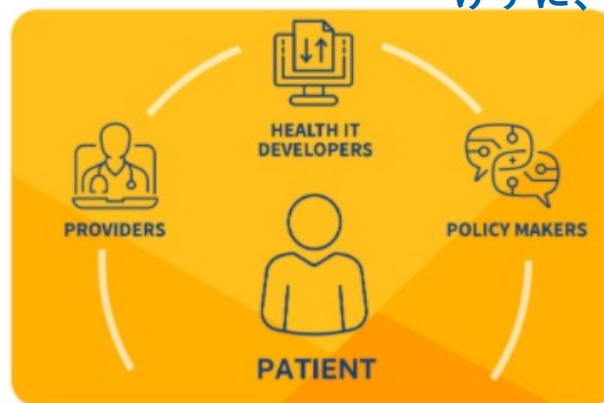 HEALTH IT
DEVELOPERS
PROVIDERS
POLICY MAKERS
PATIENT